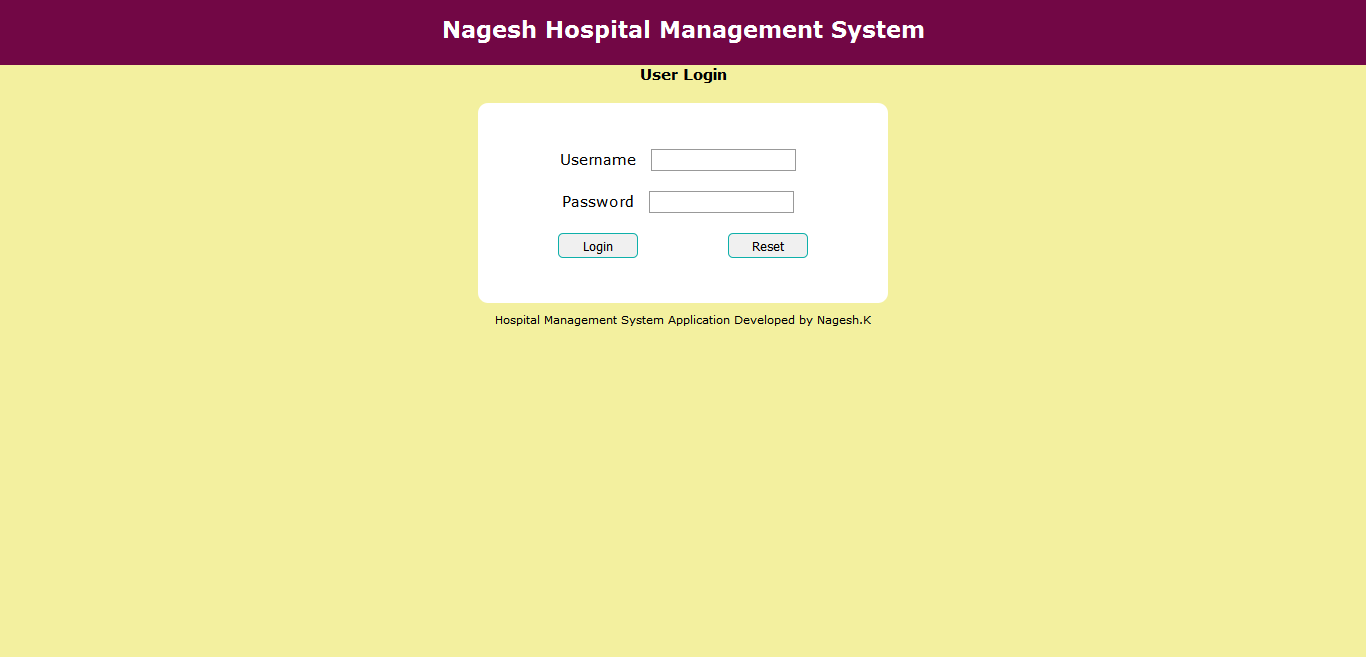 Nagesh Hospital Management System
User Login
Username
Password
Login Reset
Hospital Management System Application Developed by Nagesh.K